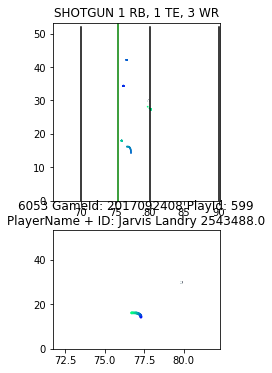 SHOTGUN 1 RB, 1 TE, 3 WR
50
40
30
20
10
0
70 75 80 85 90
6053 GameId: 2017092408 PlayId: 599
PlayerName + ID: Jarvis Landry 2543488.0
40
20
0
72.5 75.0 77.5 80.0